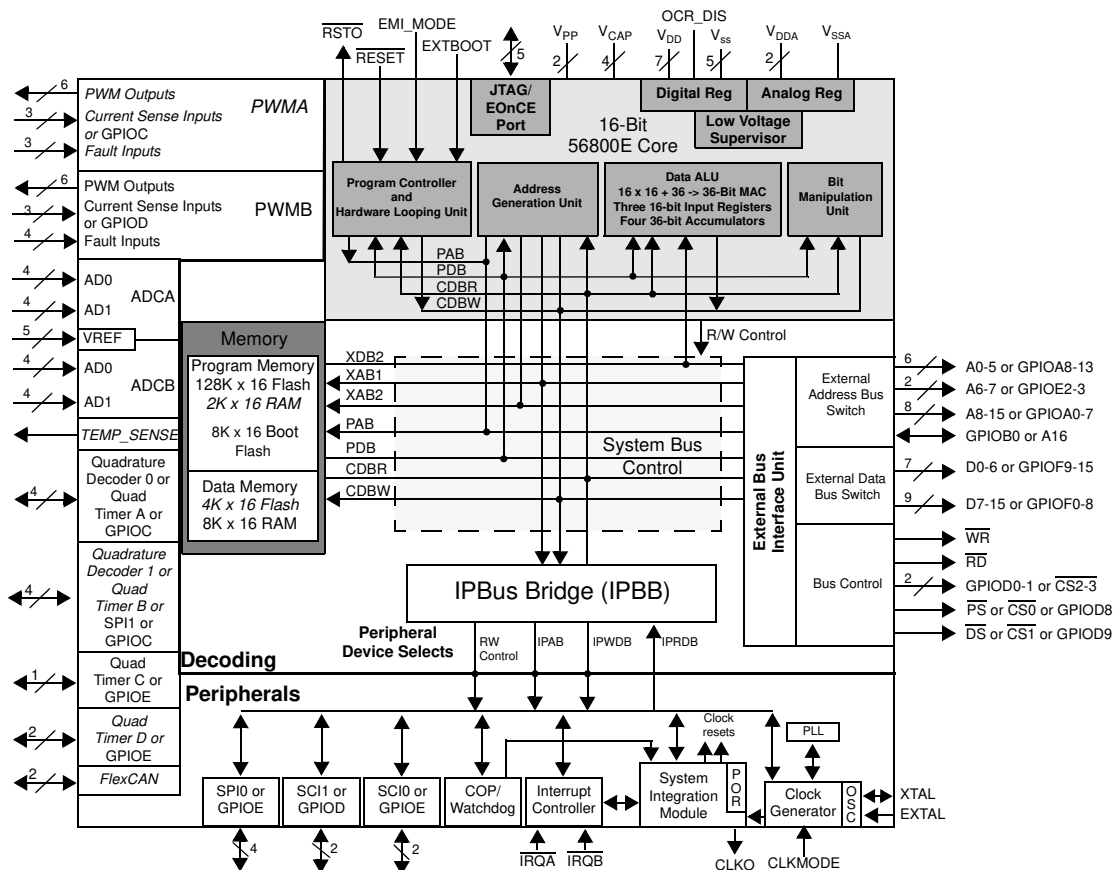 RSTO
EMI_MODE
RESET
EXTBOOT
5
VPP
2
VCAP
4
OCR_DIS
VDD
7
Vss
5
VDDA
2
VSSA
6
PWM Outputs
PWMA
3
Current Sense Inputs
or GPIOC
3
Fault Inputs
6
PWM Outputs
PWMB
3
Current Sense Inputs
or GPIOD
4
Fault Inputs
4
AD0
ADCA
4
AD1
5
VREF
4
AD0
ADCB
4
AD1
TEMP_SENSE
4
Quadrature
Decoder 0 or
Quad
Timer A or
GPIOC
4
Quadrature
Decoder 1 or
Quad
Timer B or
SPI1 or
GPIOC
1
Quad
Timer C or
GPIOE
2
Quad
Timer D or
GPIOE
2
FlexCAN
JTAG/
EOnCE
Port
Digital Reg
Analog Reg
Low Voltage
Supervisor
16-Bit
56800E Core
Program Controller
and
Hardware Looping Unit
Address
Generation Unit
Data ALU
16 x 16 + 36 -> 36-Bit MAC
Three 16-bit Input Registers
Four 36-bit Accumulators
Bit
Manipulation
Unit
PAB
PDB
CDBR
CDBW
R/W Control
Memory
Program Memory
128K x 16 Flash
2K x 16 RAM
8K x 16 Boot
Flash
Data Memory
4K x 16 Flash
8K x 16 RAM
XDB2
XAB1
XAB2
PAB
PDB
CDBR
CDBW
System Bus
Control
External Bus
Interface Unit
External
Address Bus
Switch
External Data
Bus Switch
Bus Control
6
A0-5 or GPIOA8-13
2
A6-7 or GPIOE2-3
8
A8-15 or GPIOA0-7
GPIOB0 or A16
7
D0-6 or GPIOF9-15
9
D7-15 or GPIOF0-8
WR
RD
2
GPIOD0-1 or CS2-3
PS or CS0 or GPIOD8
DS or CS1 or GPIOD9
IPBus Bridge (IPBB)
Peripheral
Device Selects
RW
Control
IPAB
IPWDB
IPRDB
Decoding
Peripherals
Clock
resets
PLL
SPI0 or
GPIOE
SCI1 or
GPIOD
SCI0 or
GPIOE
COP/
Watchdog
Interrupt
Controller
System
Integration
Module
POR
Clock
Generator
OSC
XTAL
EXTAL
4
2
2
IRQA
IRQB
CLKO
CLKMODE